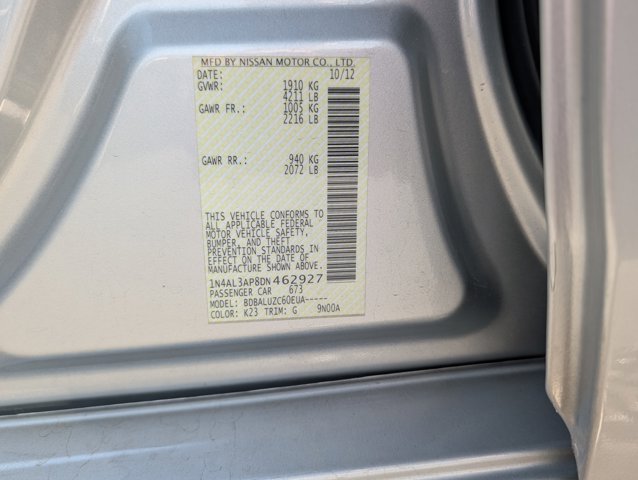 MFD BY NISSAN MOTOR CO., LTD.
DATE: 10/12
GVWR: 1910 KG
4211 LB
GAWR FR.: 1005 KG
2216 LB
GAWR RR.: 940 KG
2072 LB
THIS VEHICLE CONFORMS TO
ALL APPLICABLE FEDERAL
MOTOR VEHICLE SAFETY,
BUMPER, AND THEFT
PREVENTION STANDARDS IN
EFFECT ON THE DATE OF
MANUFACTURE SHOWN ABOVE.
1N4AL3AP8DN462927
PASSENGER CAR 673
MODEL: BDBALUZC60EUA-----
COLOR: K23 TRIM: G 9N00A